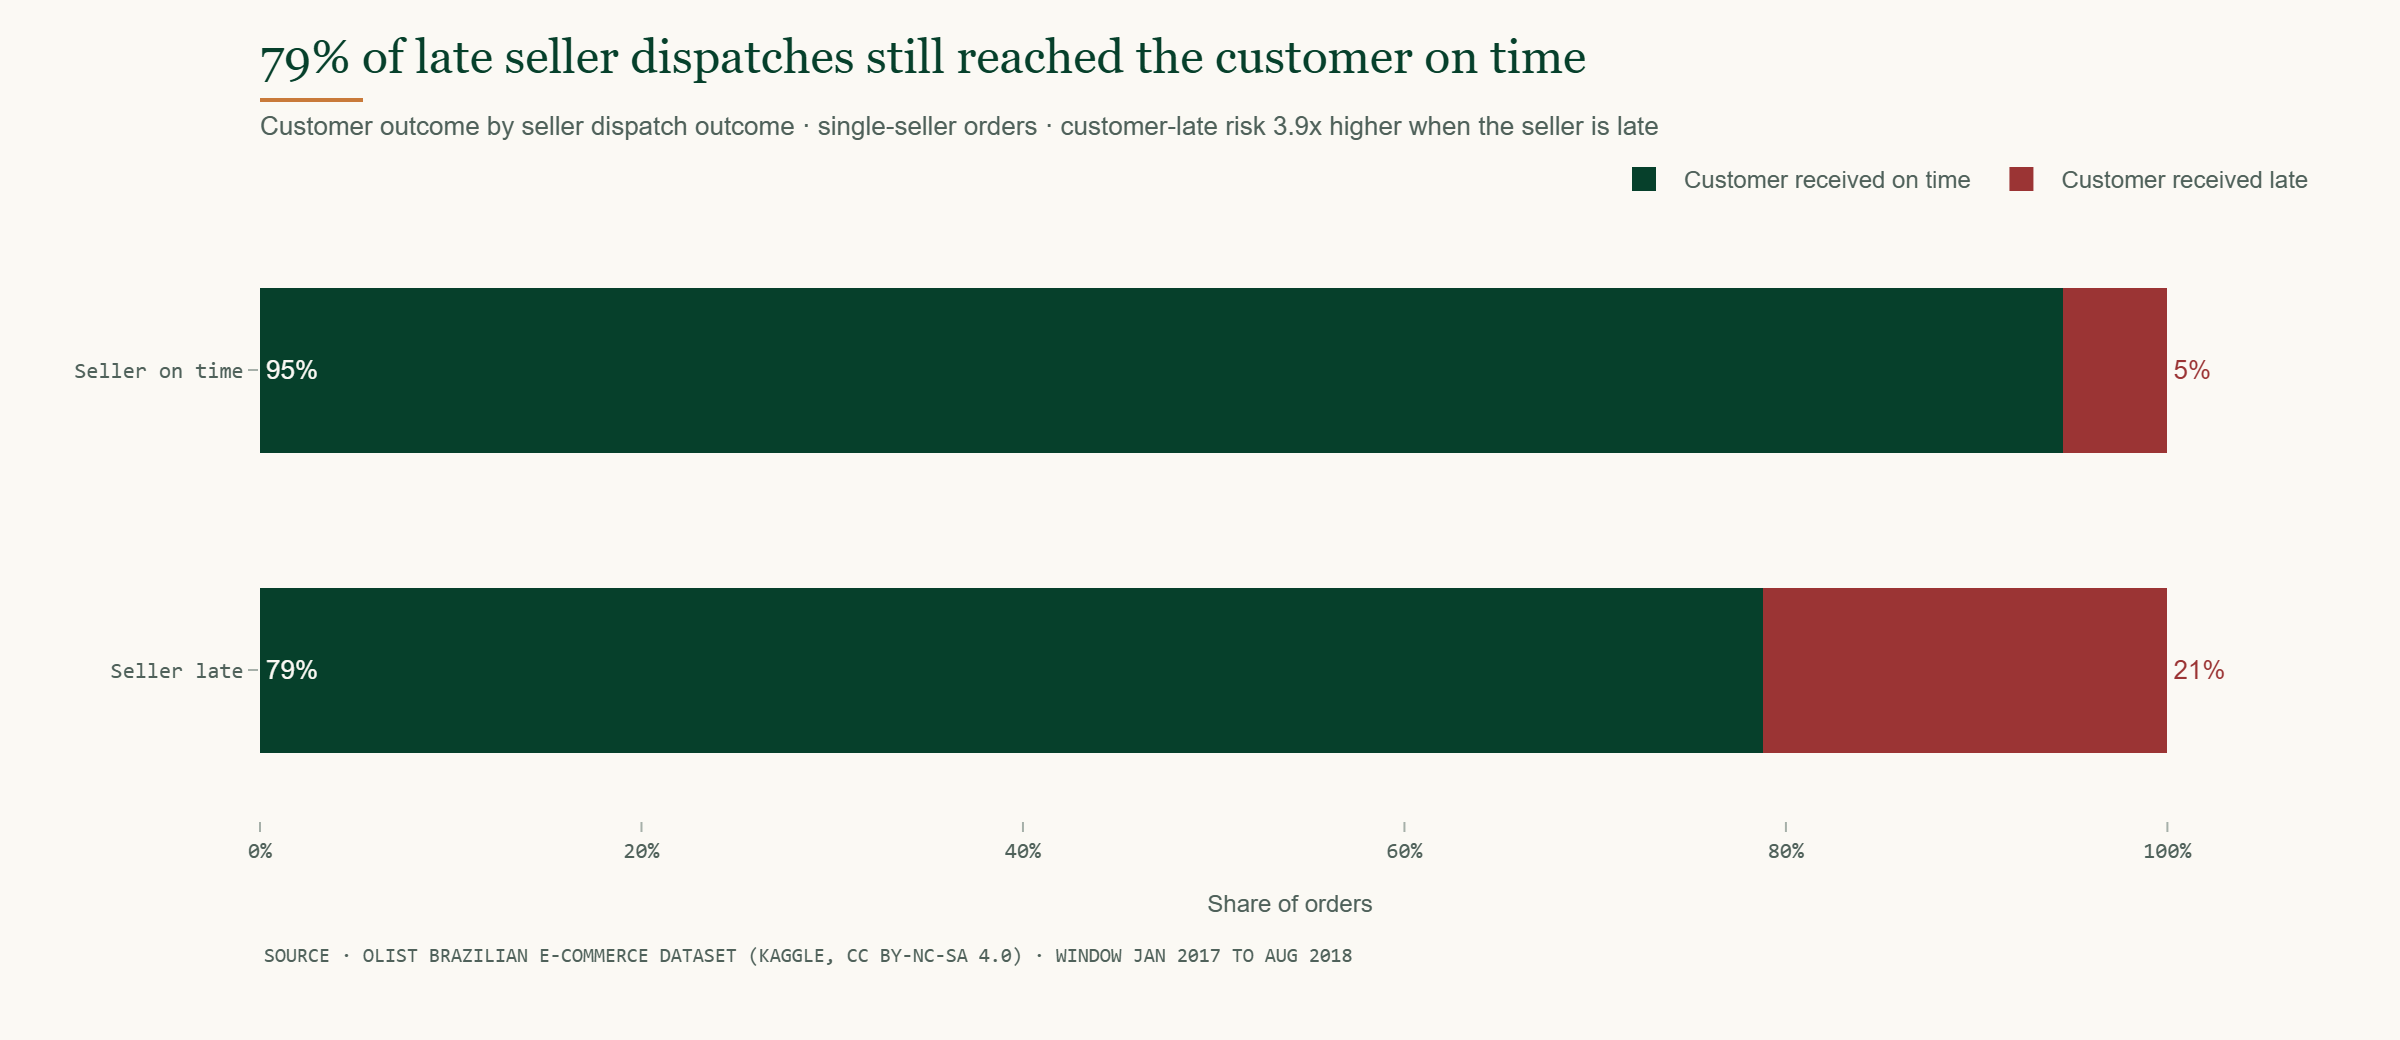 79% of late seller dispatches still reached the customer on time
Customer outcome by seller dispatch outcome · single-seller orders · customer-late risk 3.9x higher when the seller is late
Customer received on time
Customer received late
Seller on time
95%
5%
Seller late
79%
21%
0%
20%
40%
60%
80%
100%
Share of orders
SOURCE · OLIST BRAZILIAN E-COMMERCE DATASET (KAGGLE, CC BY-NC-SA 4.0) · WINDOW JAN 2017 TO AUG 2018